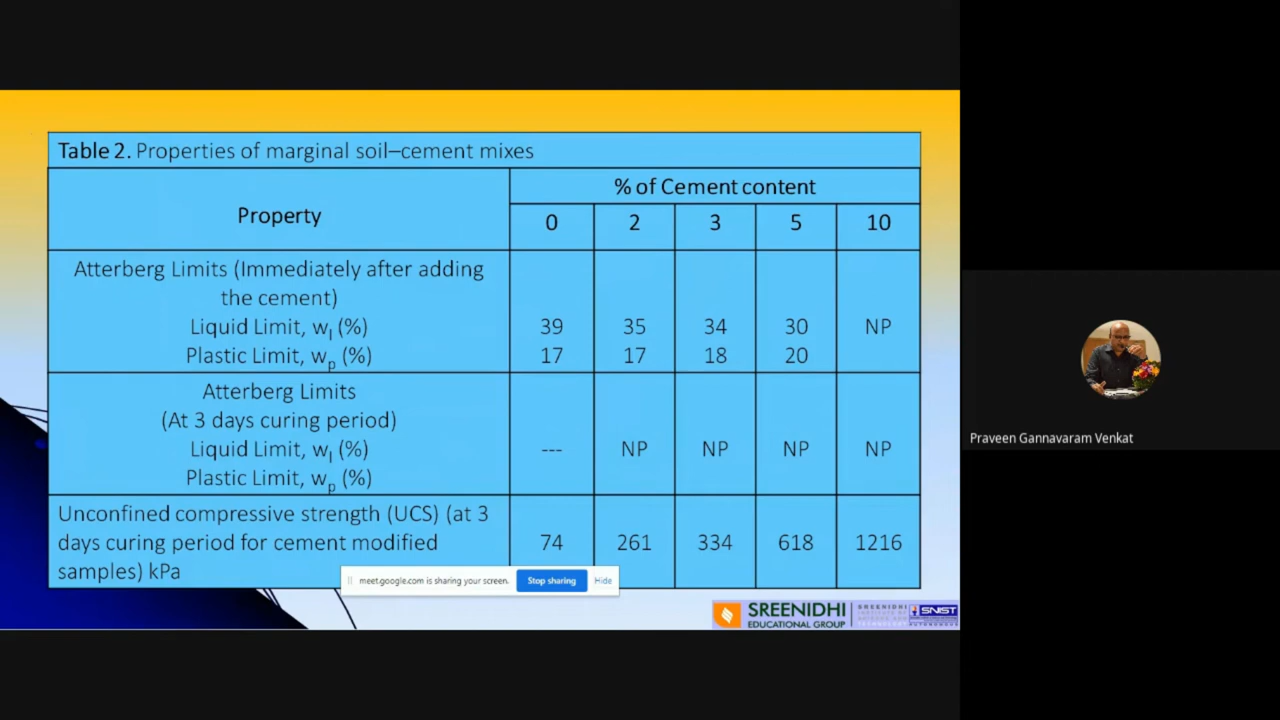 Table 2. Properties of marginal soil–cement mixes
Property
% of Cement content
0 2 3 5 10
Atterberg Limits (Immediately after adding
the cement)
Liquid Limit, wl (%) 39 35 34 30 NP
Plastic Limit, wp (%) 17 17 18 20
Atterberg Limits
(At 3 days curing period)
Liquid Limit, wl (%) --- NP NP NP NP
Plastic Limit, wp (%)
Unconfined compressive strength (UCS) (at 3
days curing period for cement modified 74 261 334 618 1216
samples) kPa
meet.google.com is sharing your screen. Stop sharing Hide
SREENIDHI
EDUCATIONAL GROUP
SREENIDHI
SNIST
Praveen Gannavaram Venkat